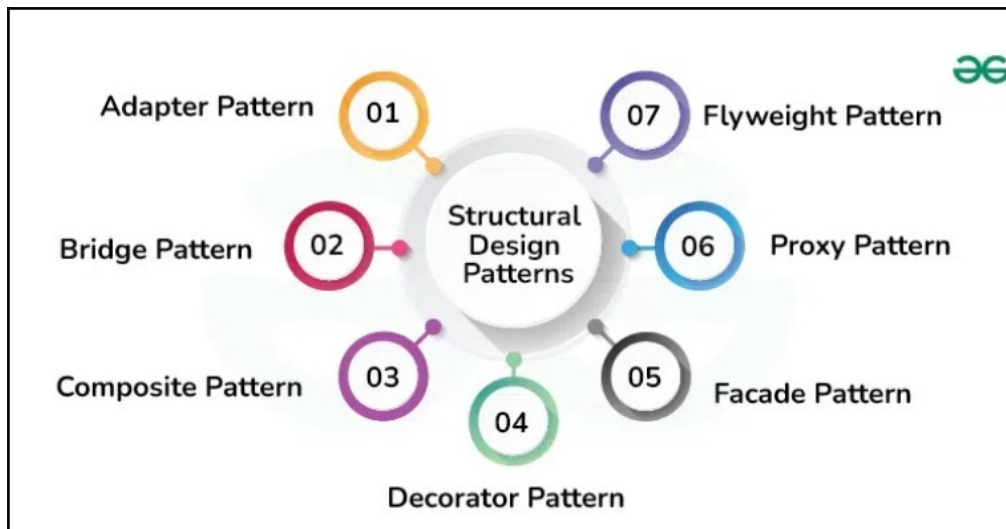 Adapter Pattern
01
07
Flyweight Pattern
Structural
Design
Patterns
Bridge Pattern
02
06
Proxy Pattern
Composite Pattern
03
05
Facade Pattern
04
Decorator Pattern